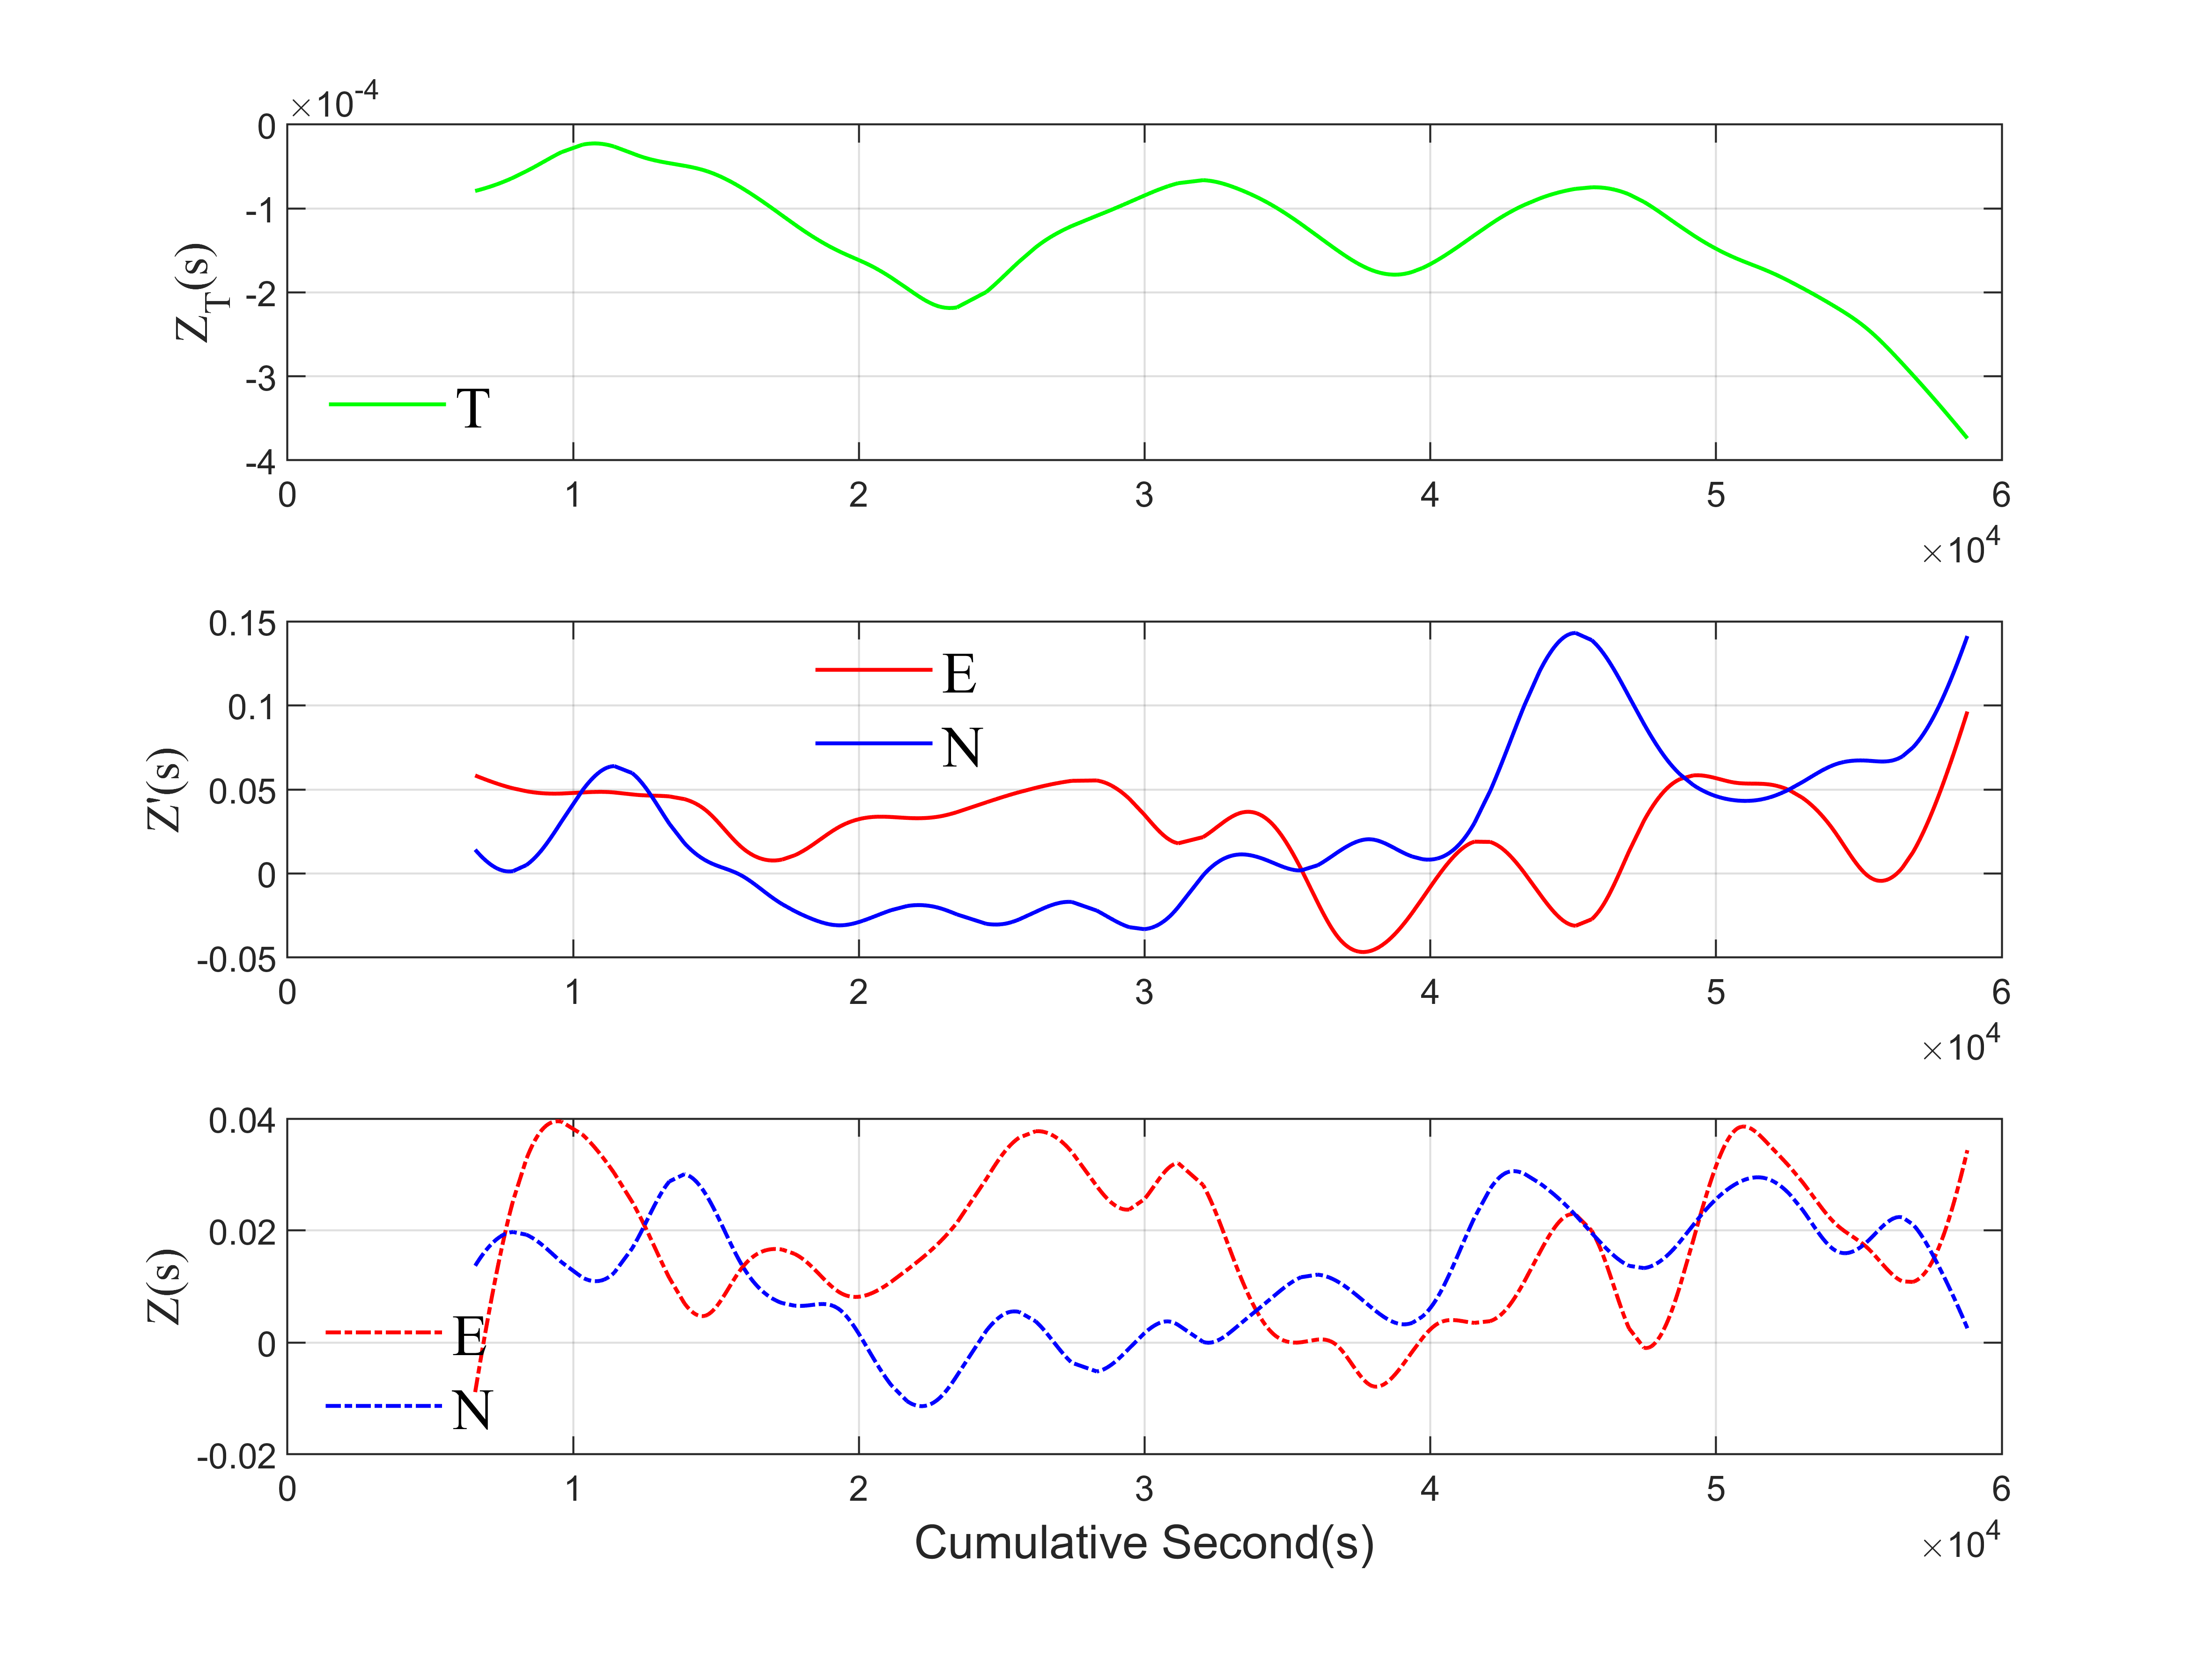 ×10-4
0
-1
-2
-3
-4
ZT(s)
T
0 1 2 3 4 5 6
×104
0.15
0.1
0.05
0
-0.05
Z'(s)
E
N
0 1 2 3 4 5 6
×104
0.04
0.02
0
-0.02
Z(s)
E
N
0 1 2 3 4 5 6
Cumulative Second(s)
×104